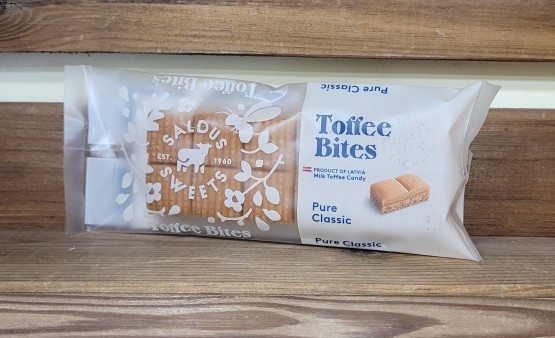 Toffee Bites
Pure Classic
SALDUS
EST. 1960
SWEETS
Toffee Bites
Toffee
Bites
PRODUCT OF LATVIA
Milk Toffee Candy
Pure
Classic
Pure Classic